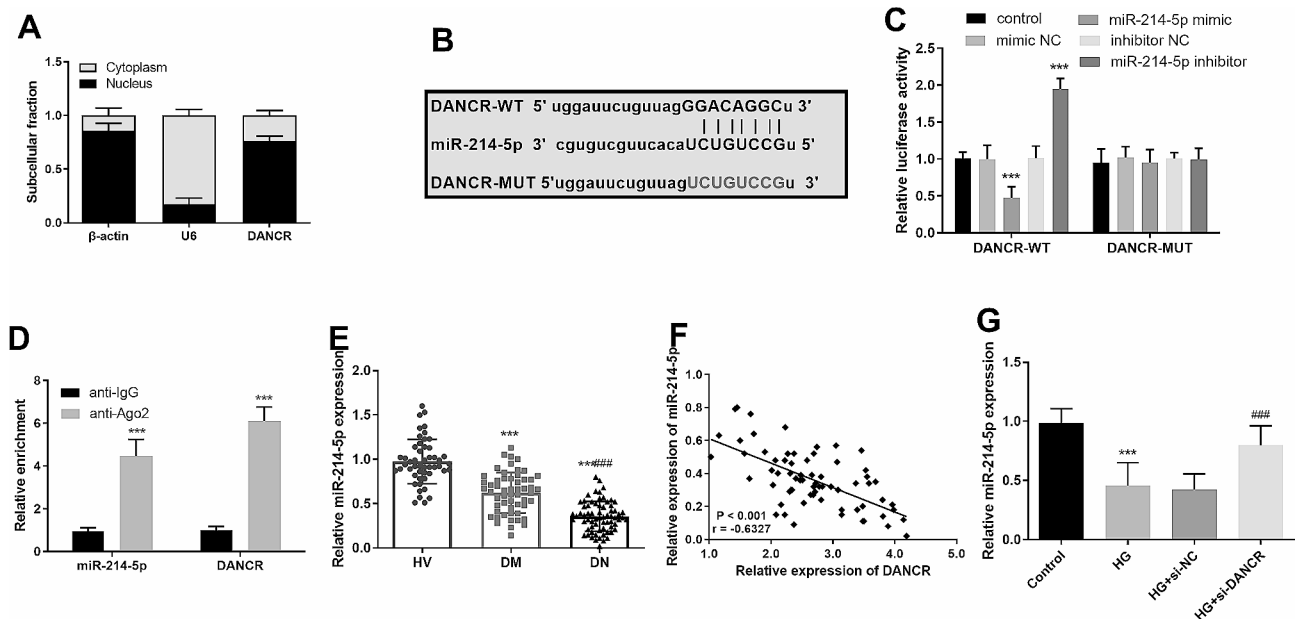 A
1.5
1.0
0.5
0.0
Subcellular fraction
Cytoplasm
Nucleus
β-actin
U6
DANCR
B
DANCR-WT 5' uggauucuguuagGGACAGGCu 3'
miR-214-5p 3' cgugucguucacaUCUGUCCGu 5'
DANCR-MUT 5'uggauucuguuagUCUGUCCGu 3'
C
control
mimic NC
miR-214-5p mimic
inhibitor NC
miR-214-5p inhibitor
2.5
2.0
1.5
1.0
0.5
0.0
Relative luciferase activity
***
***
DANCR-WT
DANCR-MUT
D
8
6
4
2
0
Relative enrichment
anti-IgG
anti-Ago2
***
***
miR-214-5p
DANCR
E
2.0
1.5
1.0
0.5
0.0
Relative miR-214-5p expression
***
***###
HV
DM
DN
F
1.0
0.8
0.6
0.4
0.2
0.0
Relative expression of miR-214-5p
P < 0.001
r = -0.6327
1.0
2.0
3.0
4.0
5.0
Relative expression of DANCR
G
1.5
1.0
0.5
0.0
Relative miR-214-5p expression
***
###
Control
HG
HG+si-NC
HG+si-DANCR